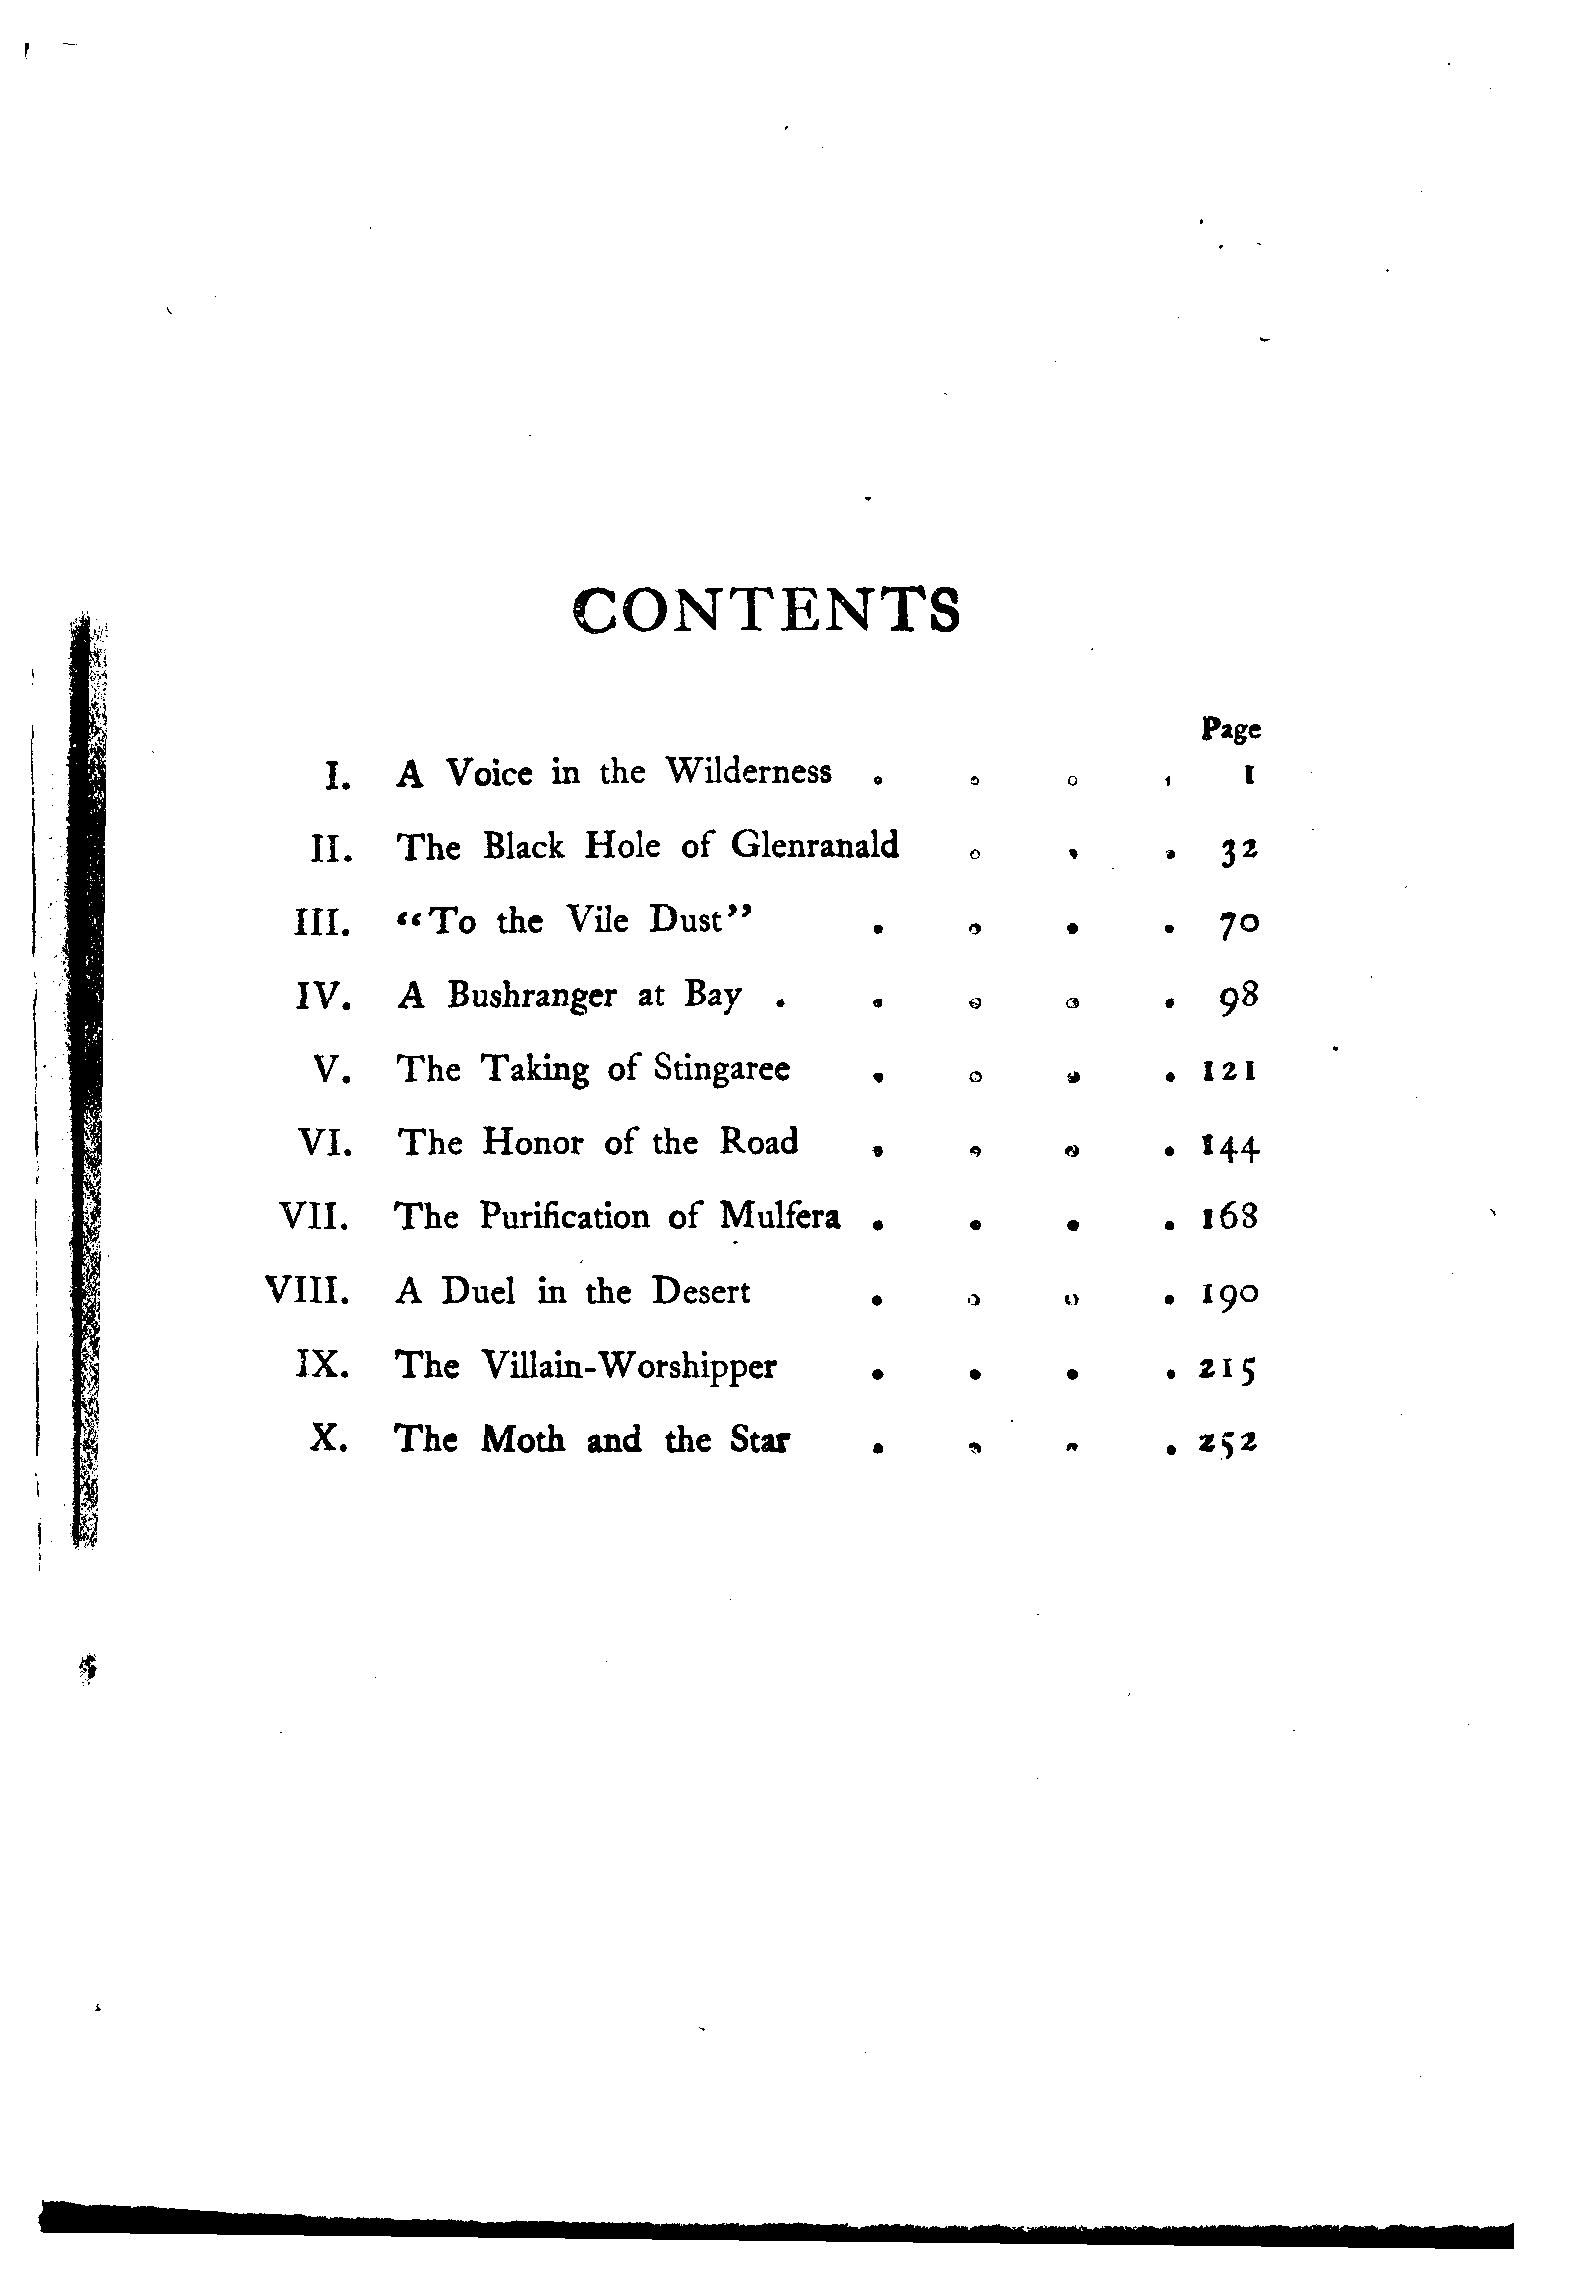 CONTENTS
Page
I. A Voice in the Wilderness . . . . 1
II. The Black Hole of Glenranald . . . 32
III. “To the Vile Dust” . . . . 70
IV. A Bushranger at Bay . . . . . 98
V. The Taking of Stingaree . . . . 121
VI. The Honor of the Road . . . . 144
VII. The Purification of Mulfera . . . . 168
VIII. A Duel in the Desert . . . . 190
IX. The Villain-Worshipper . . . . 215
X. The Moth and the Star . . . . 252